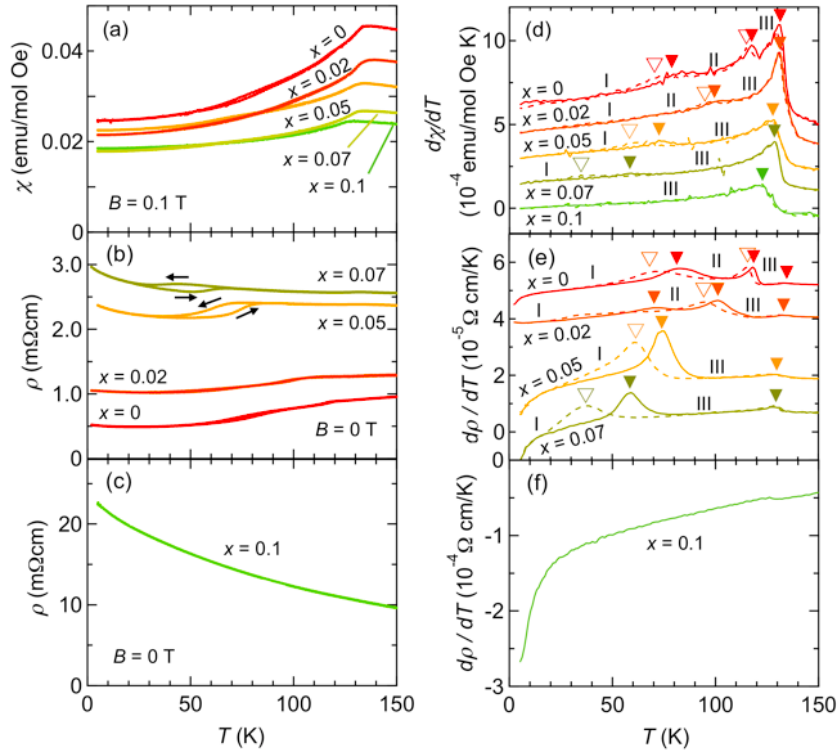 (a)
x = 0
x = 0.02
x = 0.05
x = 0.07
x = 0.1
B = 0.1 T
0.04
0.02
0
χ (emu/mol Oe)
(b)
x = 0.07
x = 0.05
x = 0.02
x = 0
B = 0 T
3.0
2.0
1.0
0
ρ (mΩcm)
(c)
x = 0.1
B = 0 T
20
10
0
ρ (mΩcm)
0
50
100
150
T (K)
(d)
I
II
III
x = 0
I
II
III
x = 0.02
I
III
x = 0.05
I
III
x = 0.07
III
x = 0.1
10
5
0
dχ/dT
(10-4 emu/mol Oe K)
(e)
I
II
III
x = 0
I
II
III
x = 0.02
I
III
x = 0.05
I
III
x = 0.07
6
4
2
0
dρ / dT (10-5 Ω cm/K)
(f)
x = 0.1
-1
-2
-3
dρ / dT (10-4 Ω cm/K)
0
50
100
150
T (K)